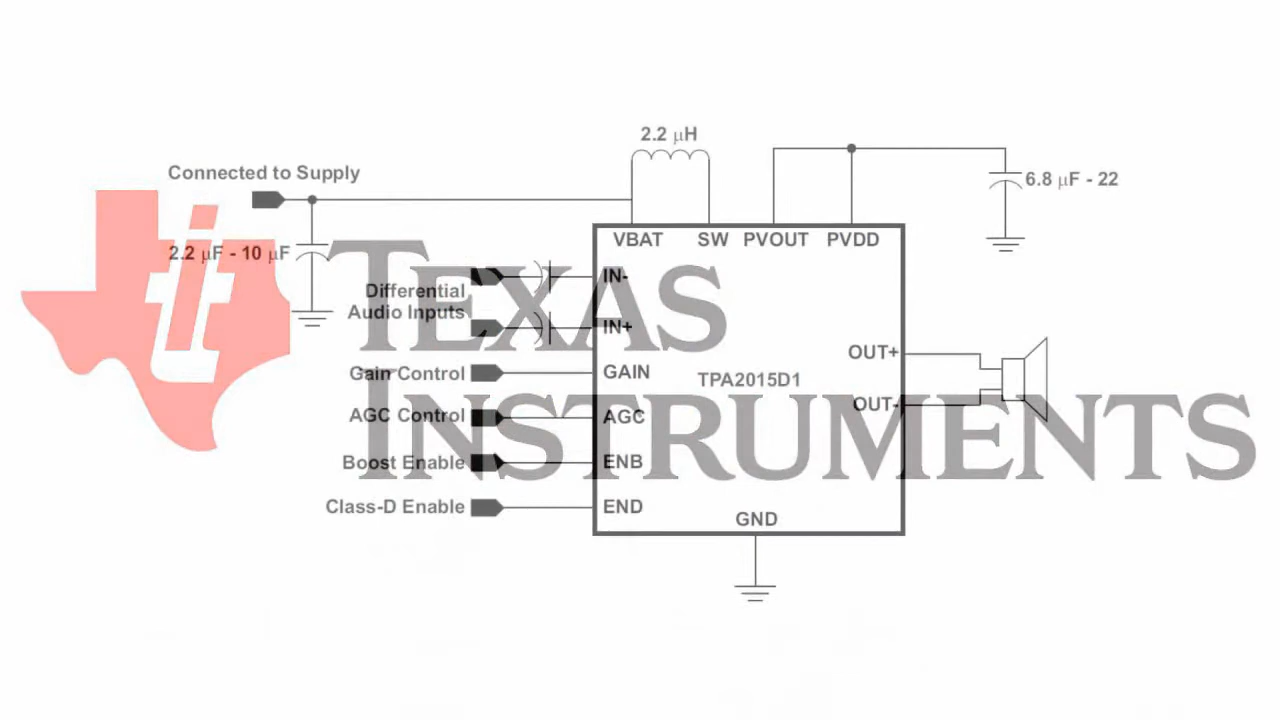 2.2 μH
Connected to Supply
6.8 μF - 22
2.2 μF - 10 μF
VBAT
SW
PVOUT
PVDD
TEXAS
INSTRUMENTS
Differential
Audio Inputs
IN-
IN+
Gain Control
GAIN
AGC Control
AGC
Boost Enable
ENB
Class-D Enable
END
TPA2015D1
OUT+
OUT-
GND
ti